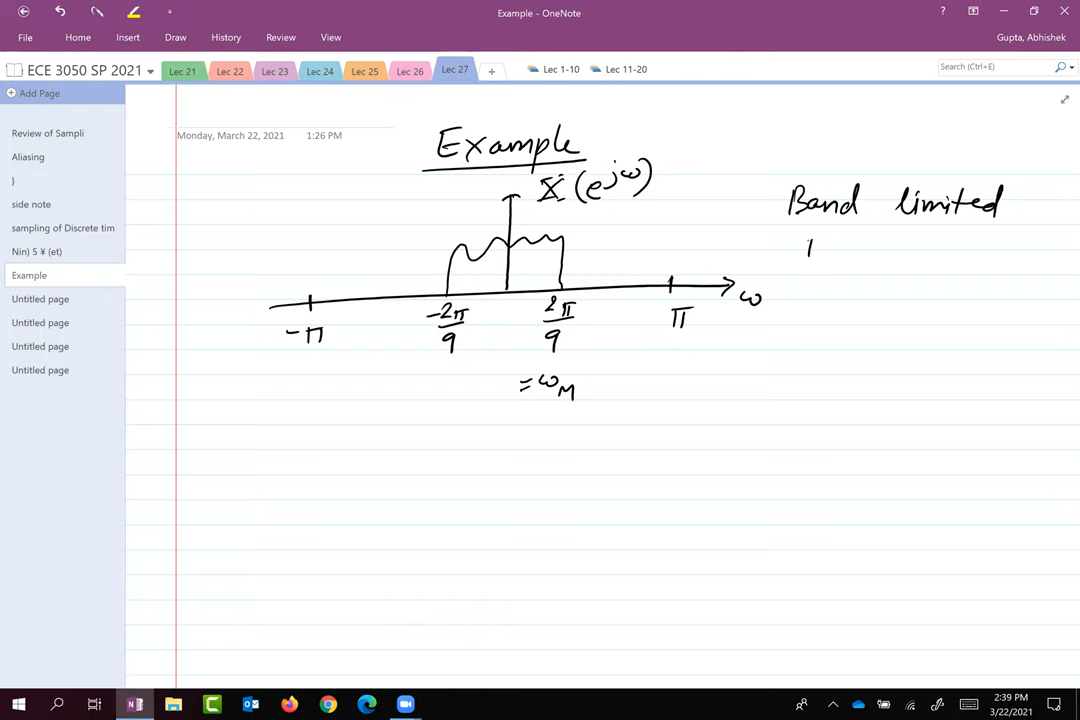 Example - OneNote
?
Gupta, Abhishek
File Home Insert Draw History Review View
ECE 3050 SP 2021
Lec 21 Lec 22 Lec 23 Lec 24 Lec 25 Lec 26 Lec 27 + Lec 1-10 Lec 11-20
Search (Ctrl+E)
Add Page
Review of Sampli
Aliasing
}
side note
sampling of Discrete tim
Nin) 5 ¥ (et)
Example
Untitled page
Untitled page
Untitled page
Untitled page
Monday, March 22, 2021 1:26 PM
Example
X(e^jω)
Band limited
-π -2π/9 2π/9 π ω
=ω_M
2:39 PM
3/22/2021